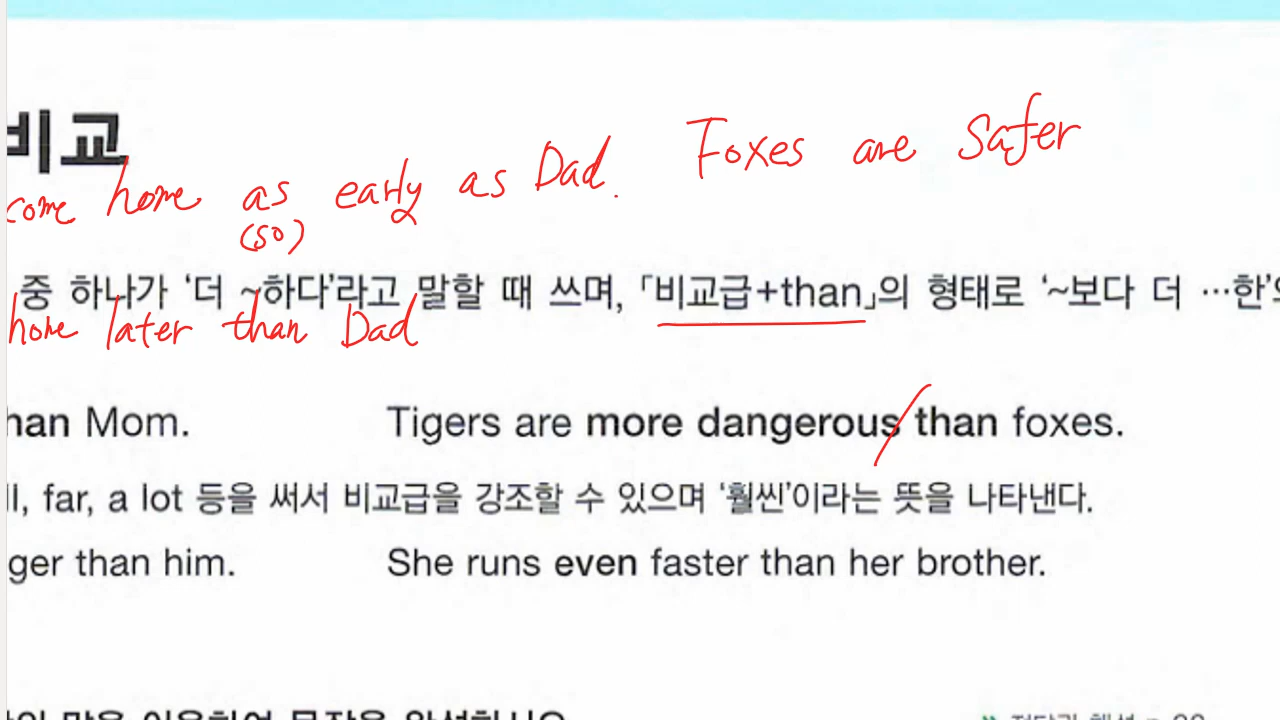 비교
Foxes are Safer
come home as early as Dad.
(so)
중 하나가 ‘더 ~하다’라고 말할 때 쓰며, 「비교급+than」의 형태로 ‘~보다 더 …한’의
home later than Dad
han Mom. Tigers are more dangerous than foxes.
ll, far, a lot 등을 써서 비교급을 강조할 수 있으며 ‘훨씬’이라는 뜻을 나타낸다.
ger than him. She runs even faster than her brother.